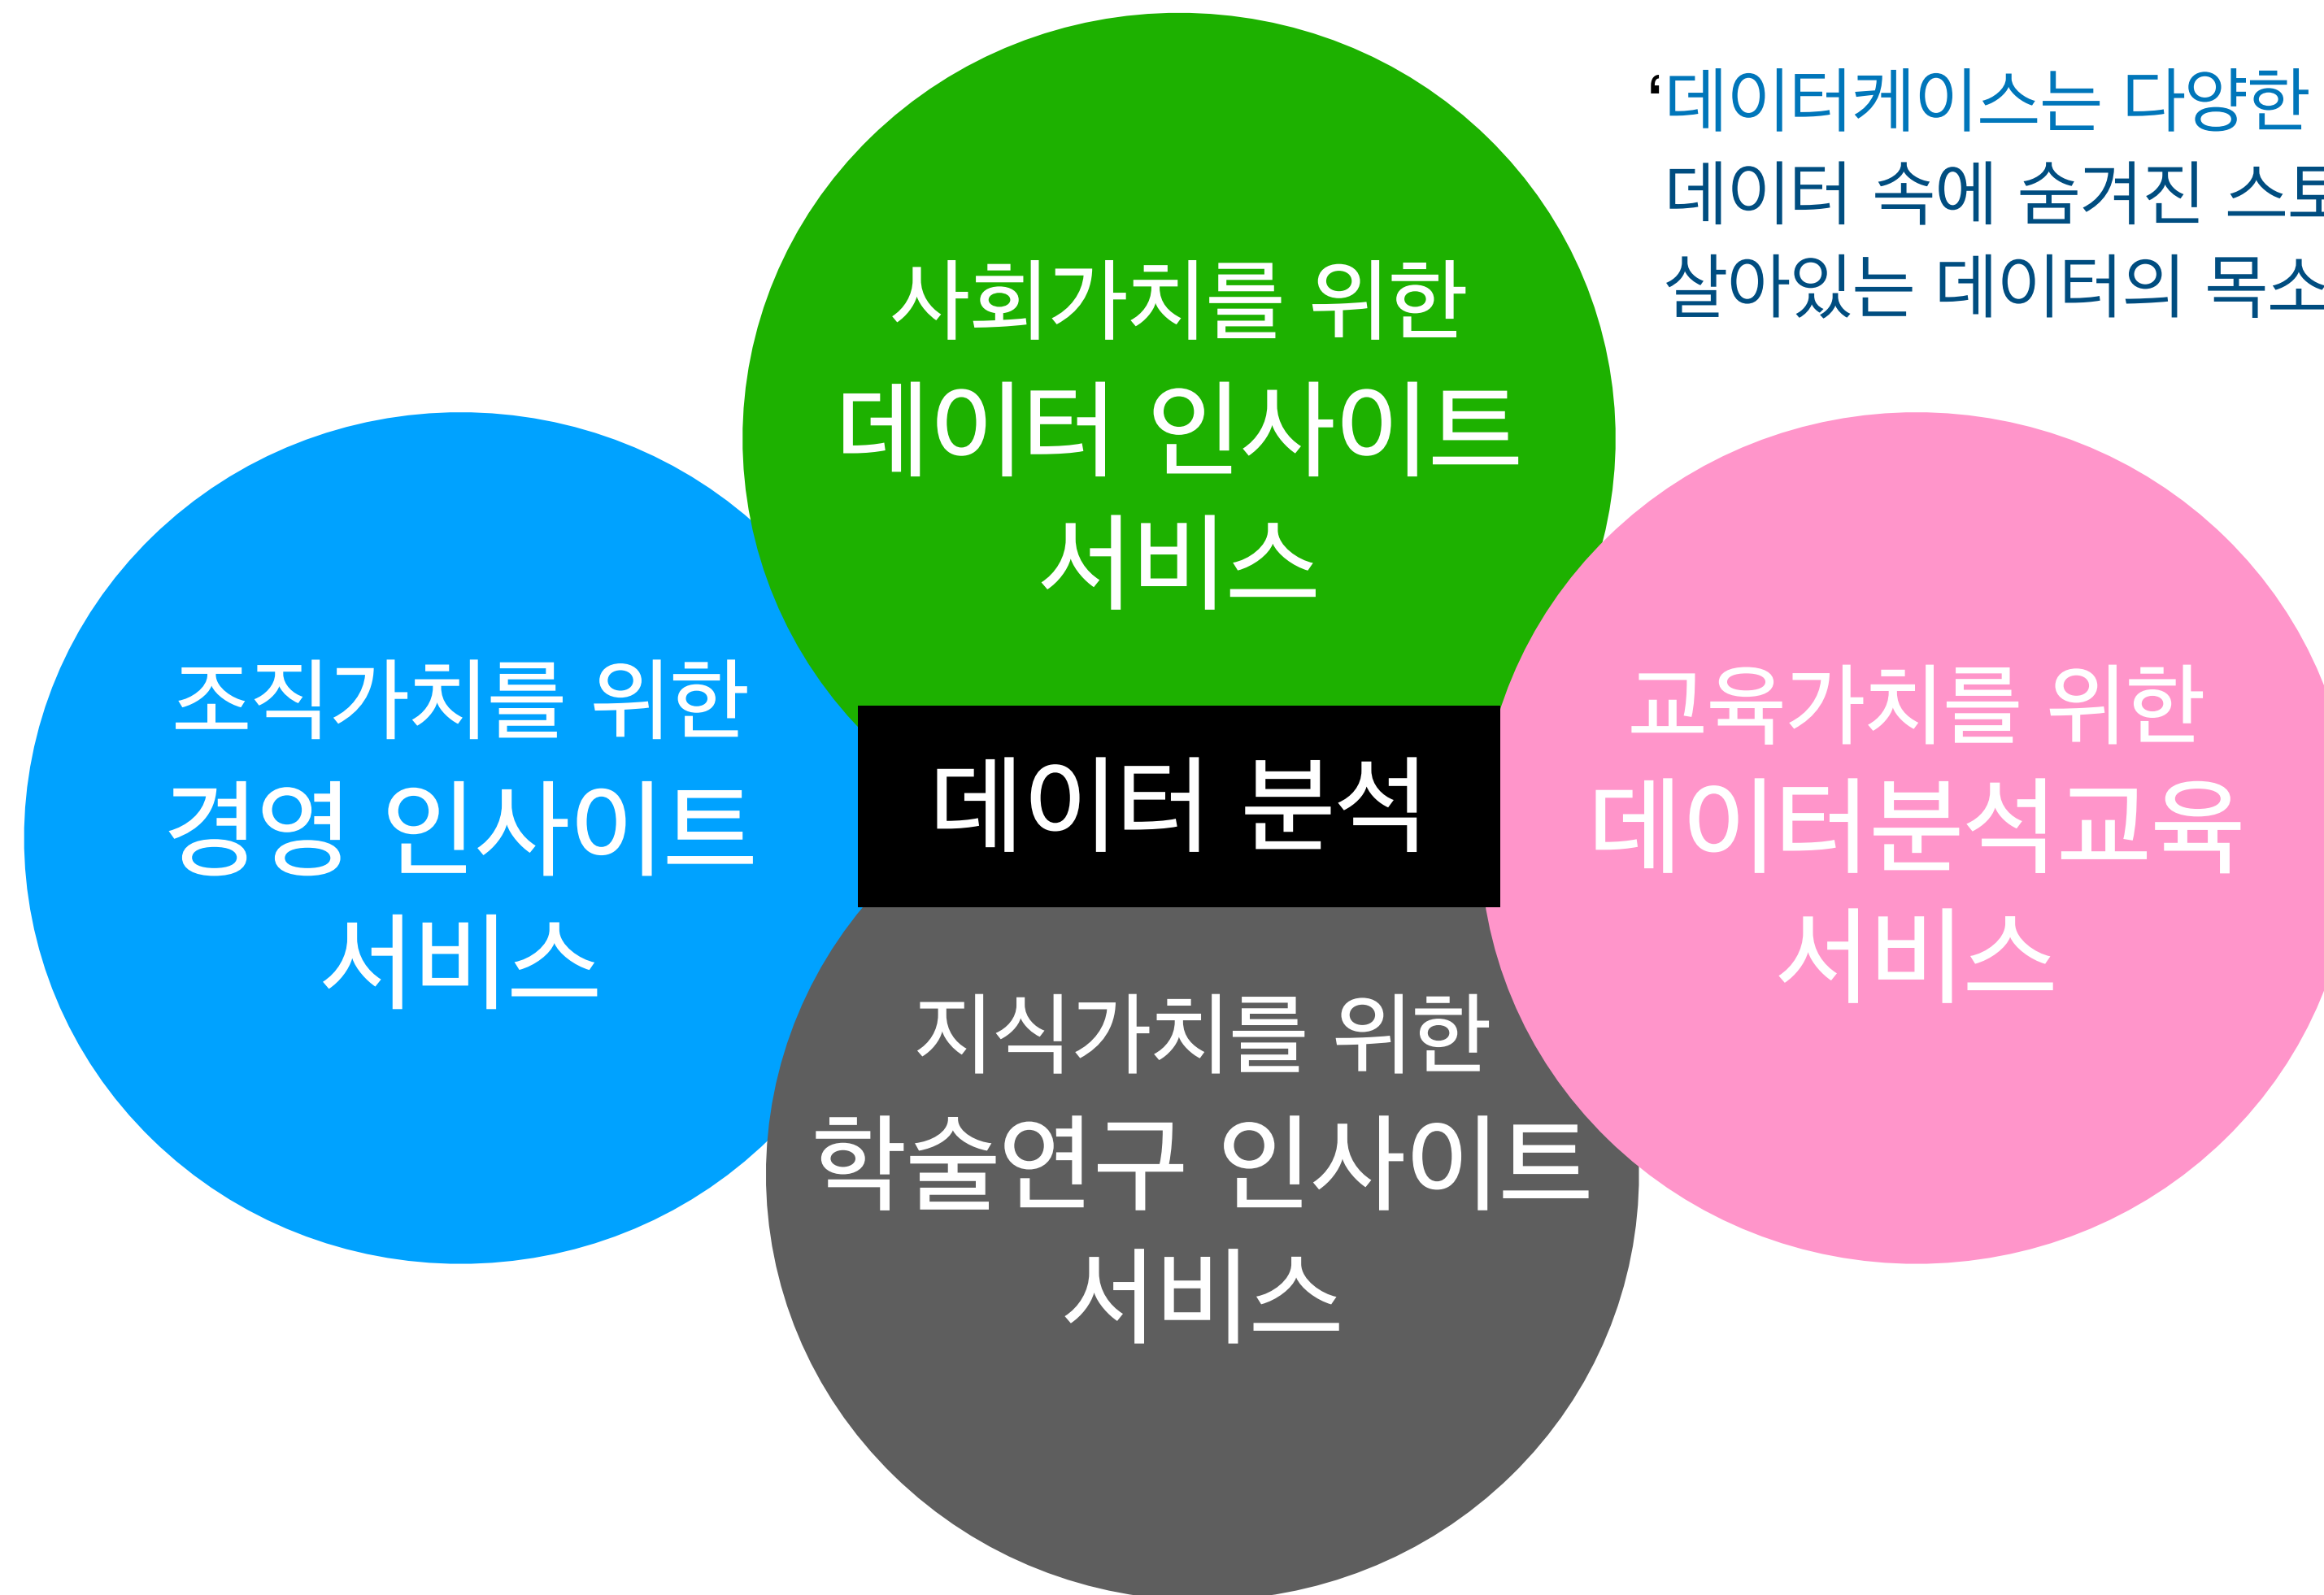 ‘데이터케이스는 다양한
데이터 속에 숨겨진
살아있는 데이터의
사회가치를 위한
데이터 인사이트
서비스
조직가치를 위한
경영 인사이트
서비스
데이터 분석
교육가치를 위한
데이터분석교육
서비스
지식가치를 위한
학술연구 인사이트
서비스